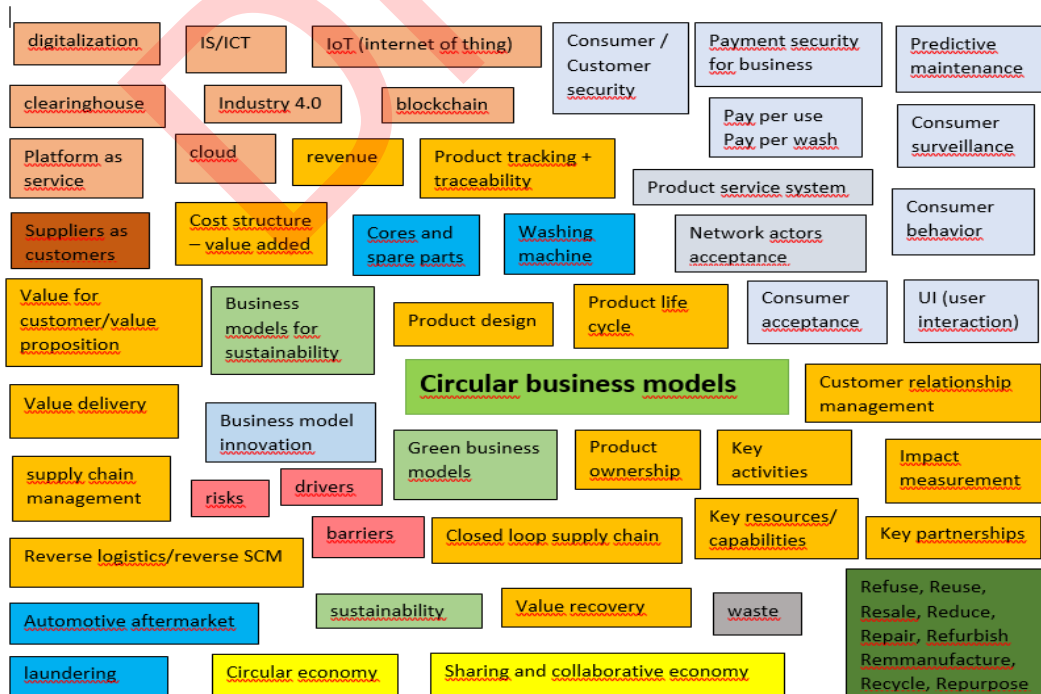 digitalization
IS/ICT
IoT (internet of thing)
Consumer /
Customer
security
Payment security
for business
Predictive
maintenance
clearinghouse
Industry 4.0
blockchain
Pay per use
Pay per wash
Consumer
surveillance
Platform as
service
cloud
revenue
Product tracking +
traceability
Product service system
Consumer
behavior
Suppliers as
customers
Cost structure
– value added
Cores and
spare parts
Washing
machine
Network actors
acceptance
Value for
customer/value
proposition
Business
models for
sustainability
Product design
Product life
cycle
Consumer
acceptance
UI (user
interaction)
Circular business models
Customer relationship
management
Value delivery
Business model
innovation
Green business
models
Product
ownership
Key
activities
Impact
measurement
supply chain
management
risks
drivers
barriers
Closed loop supply chain
Key resources/
capabilities
Key partnerships
Reverse logistics/reverse SCM
Automotive aftermarket
sustainability
Value recovery
waste
Refuse, Reuse,
Resale, Reduce,
Repair, Refurbish
Remmanufacture,
Recycle, Repurpose
laundering
Circular economy
Sharing and collaborative economy